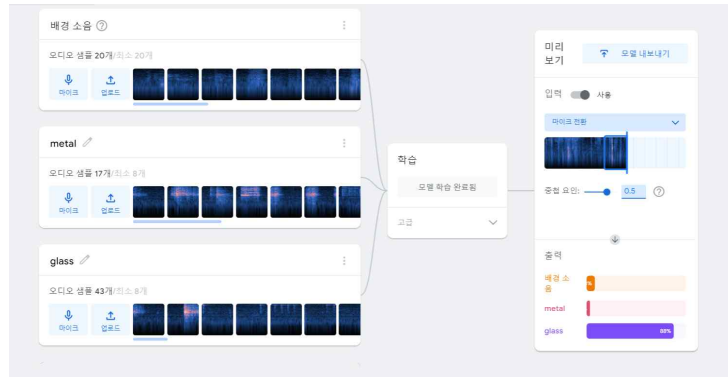 배경 소음
오디오 샘플 20개/최소 20개
마이크
업로드
metal
오디오 샘플 17개/최소 8개
마이크
업로드
glass
오디오 샘플 43개/최소 8개
마이크
업로드
학습
모델 학습 완료됨
고급
미리
보기
모델 내보내기
입력
사용
마이크 전환
중첩 요인:
0.5
출력
배경 소
음
%
metal
glass
88%